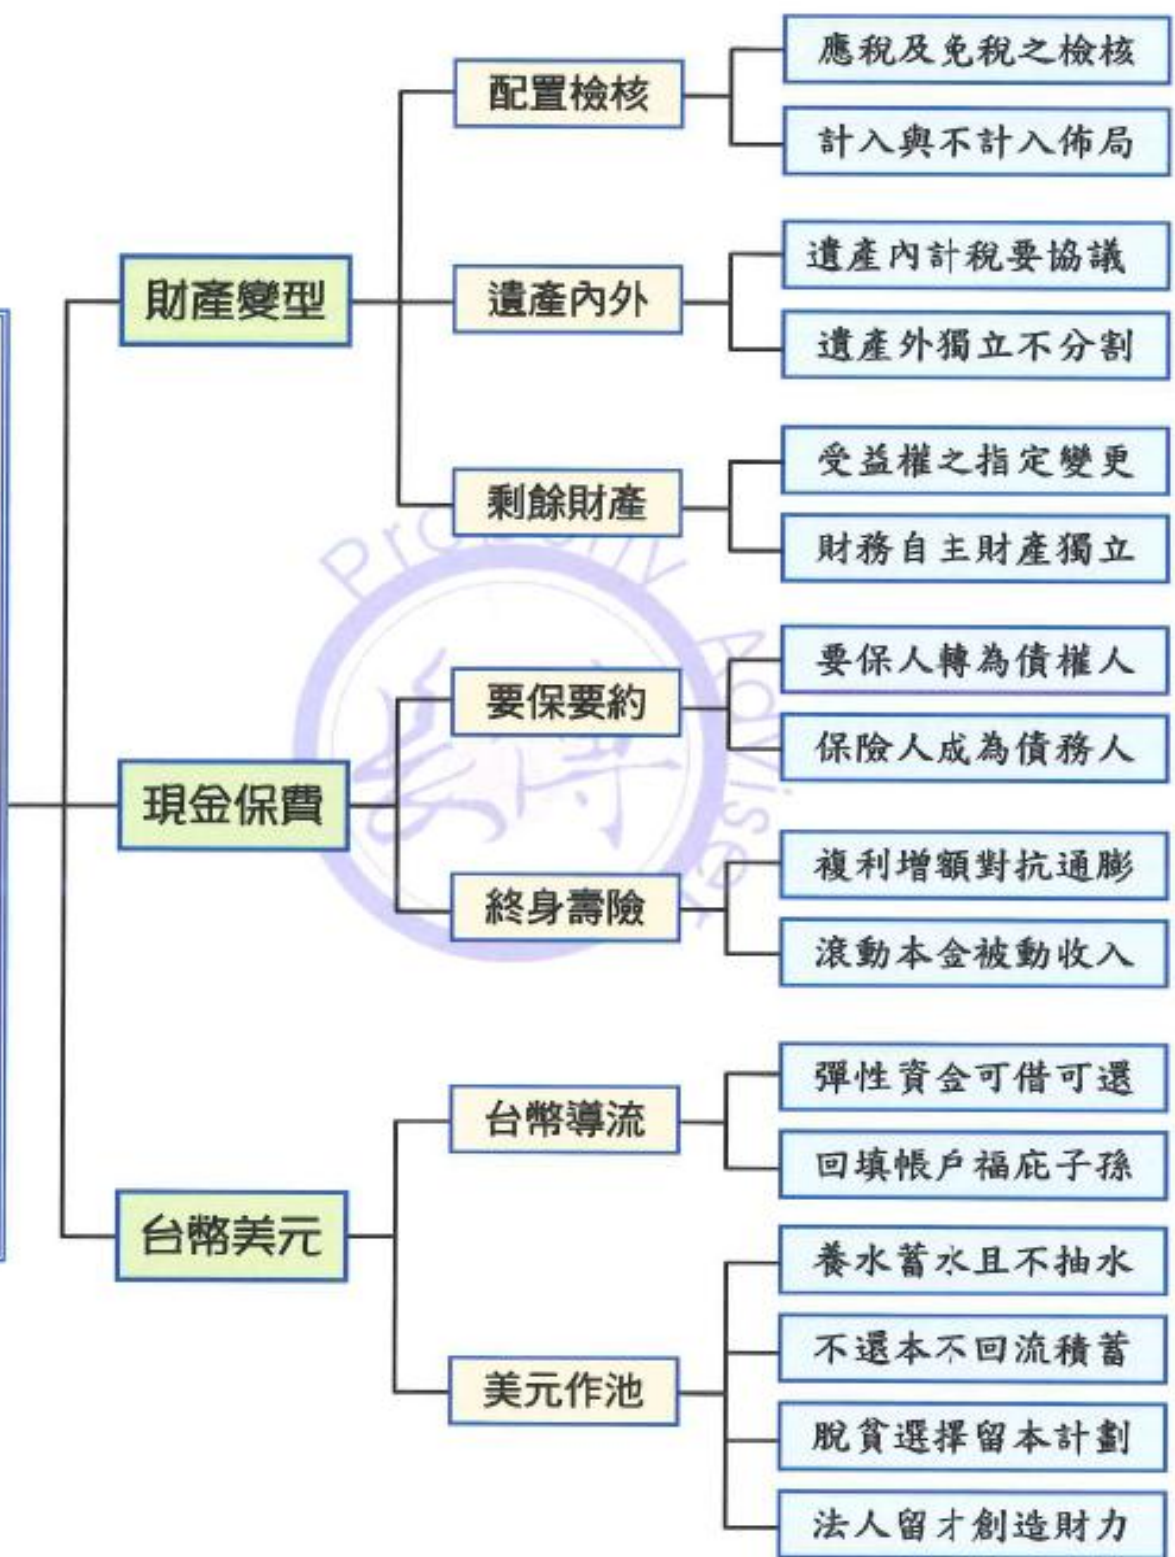 財產變型
配置檢核
應稅及免稅之檢核
計入與不計入佈局
遺產內外
遺產內計稅要協議
遺產外獨立不分割
剩餘財產
受益權之指定變更
財務自主財產獨立
現金保費
要保要約
要保人轉為債權人
保險人成為債務人
終身壽險
複利增額對抗通膨
滾動本金被動收入
台幣美元
台幣導流
彈性資金可借可還
回填帳戶福庇子孫
美元作池
養水蓄水且不抽水
不還本不回流積蓄
脫貧選擇留本計劃
法人留才創造財力
Adviser